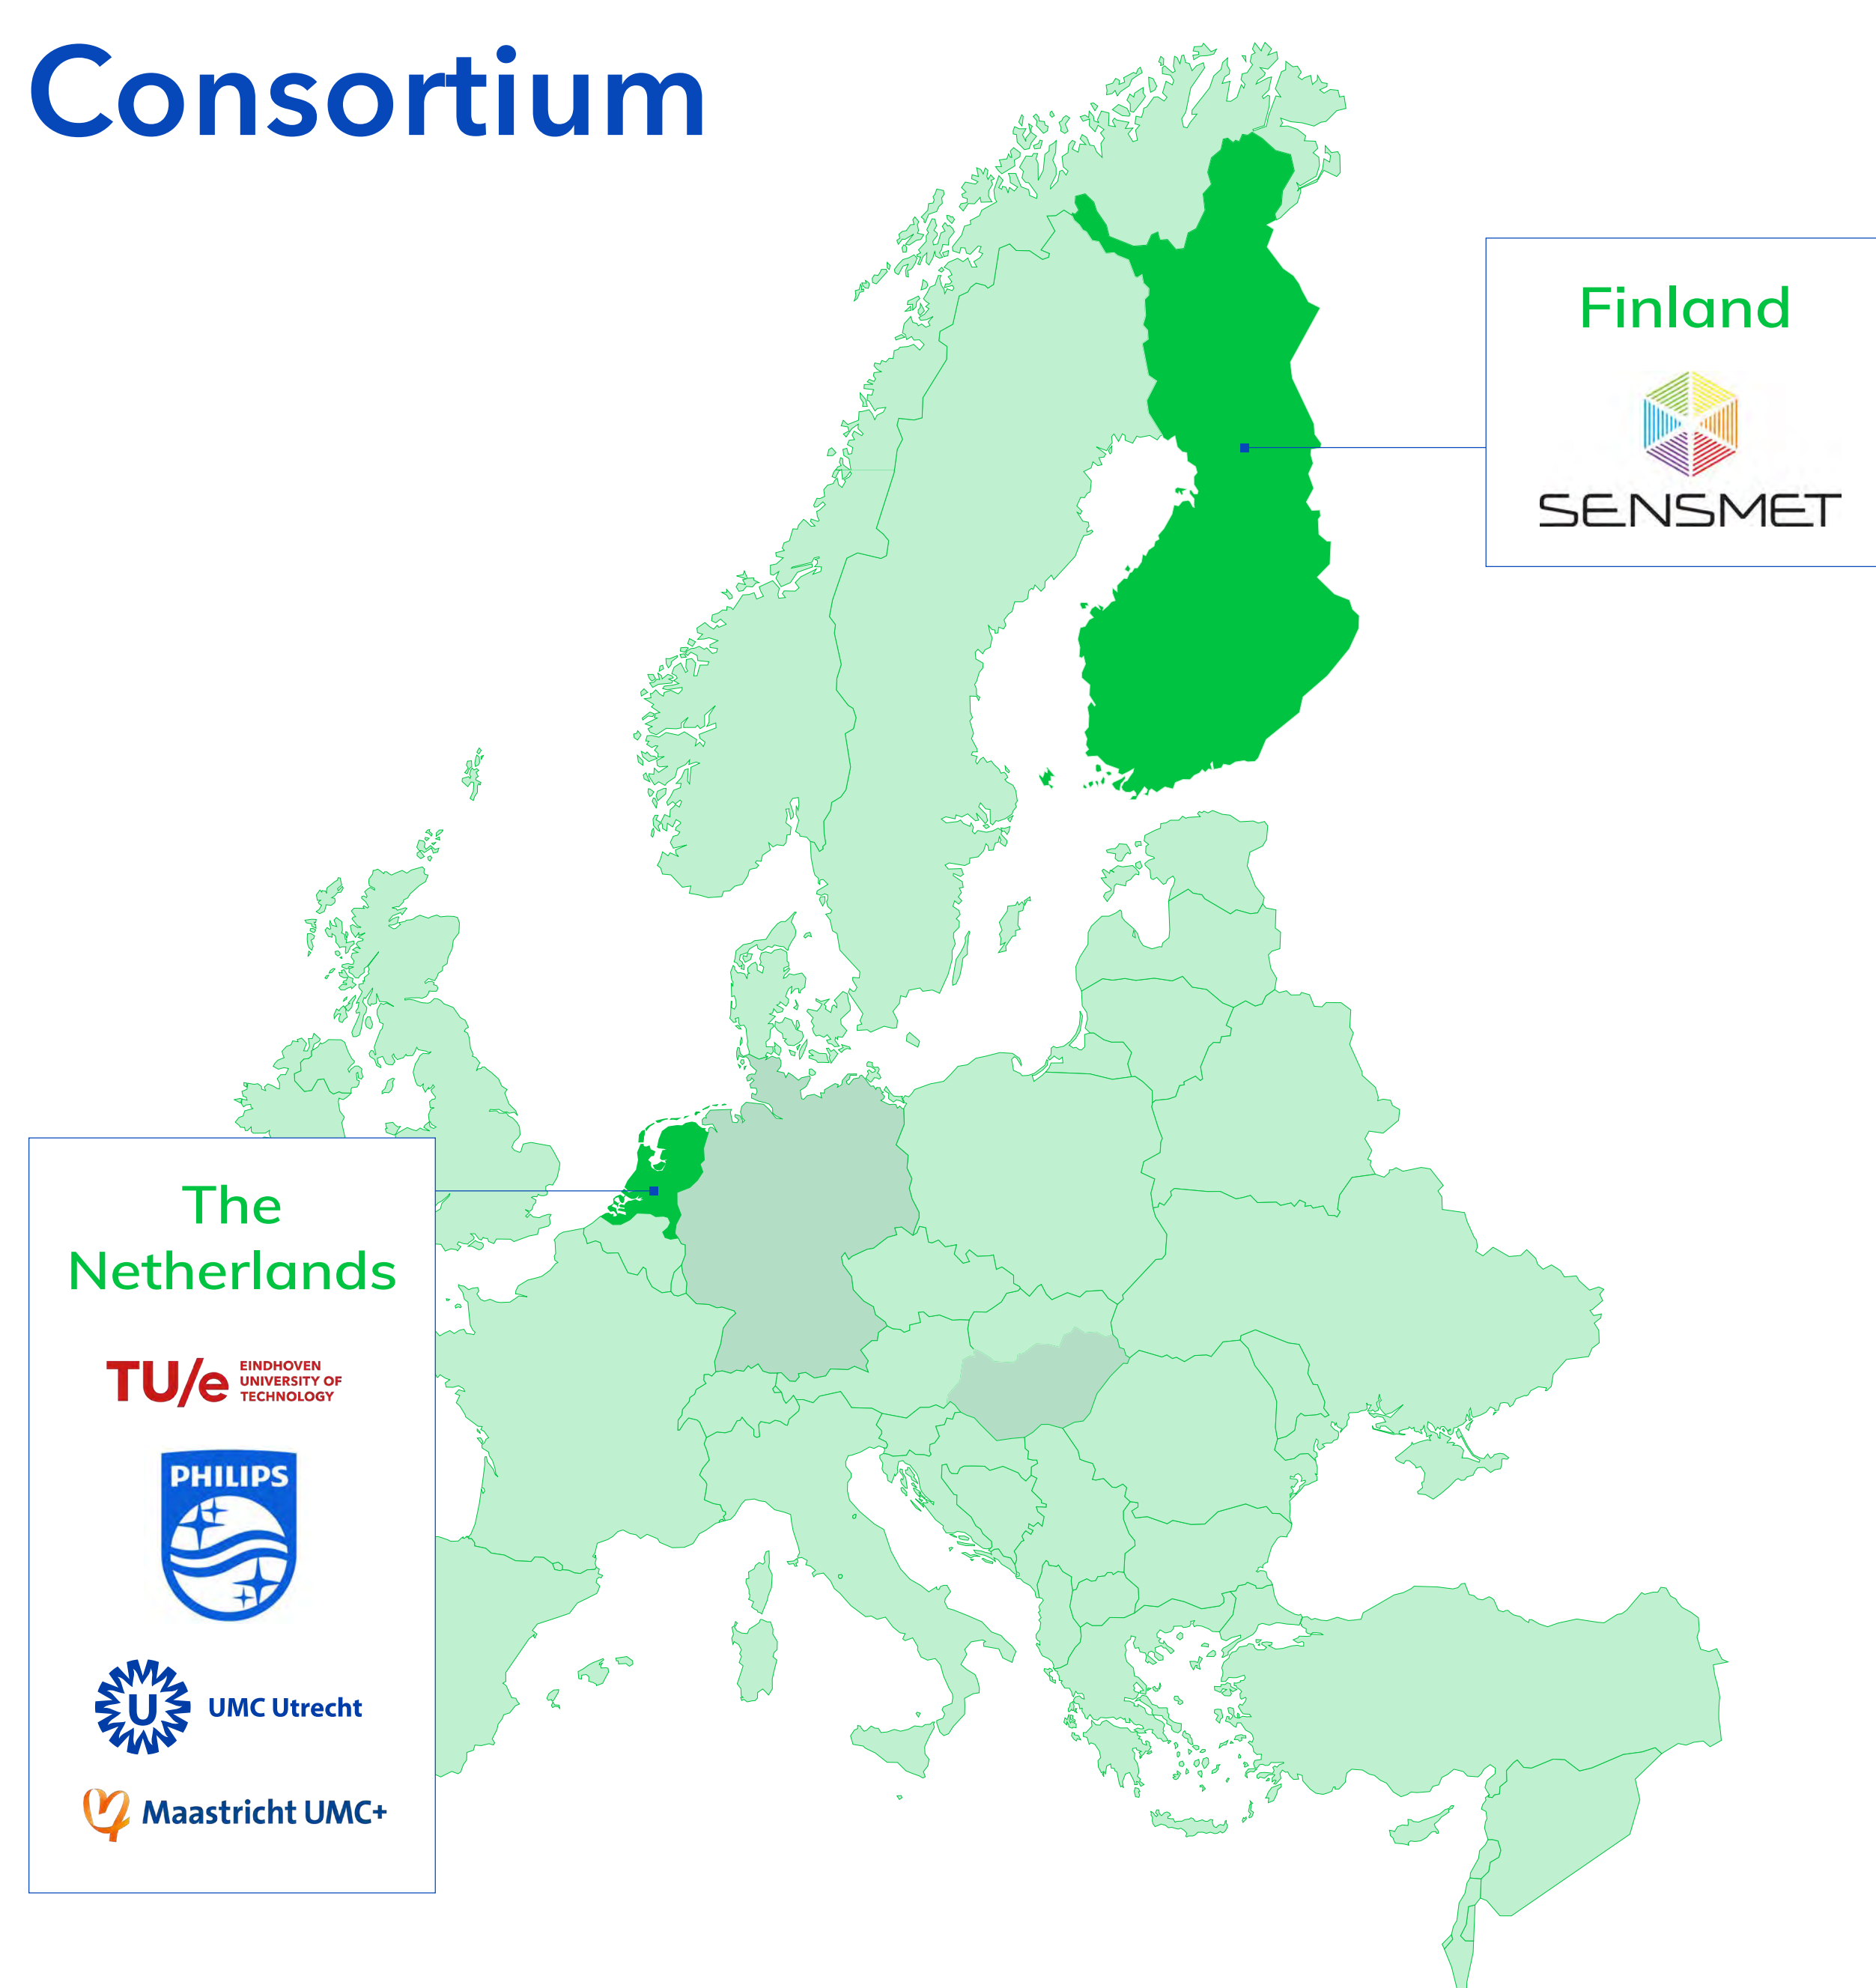 Consortium
Finland
SENSMET
The
Netherlands
TU/e EINDHOVEN
UNIVERSITY OF
TECHNOLOGY
PHILIPS
U UMC Utrecht
Maastricht UMC+